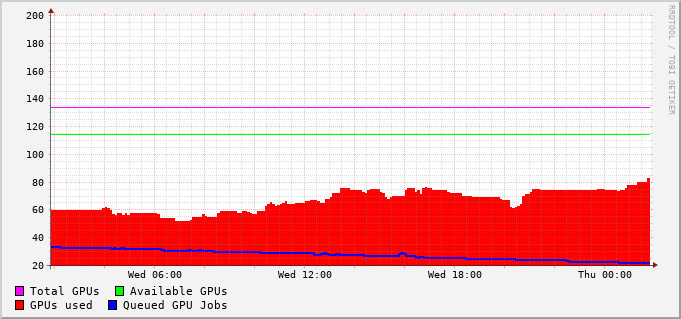 200
180
160
140
120
100
80
60
40
20
Wed 06:00 Wed 12:00 Wed 18:00 Thu 00:00
Total GPUs Available GPUs
GPUs used Queued GPU Jobs
RRDTOOL / TOBI OETIKER